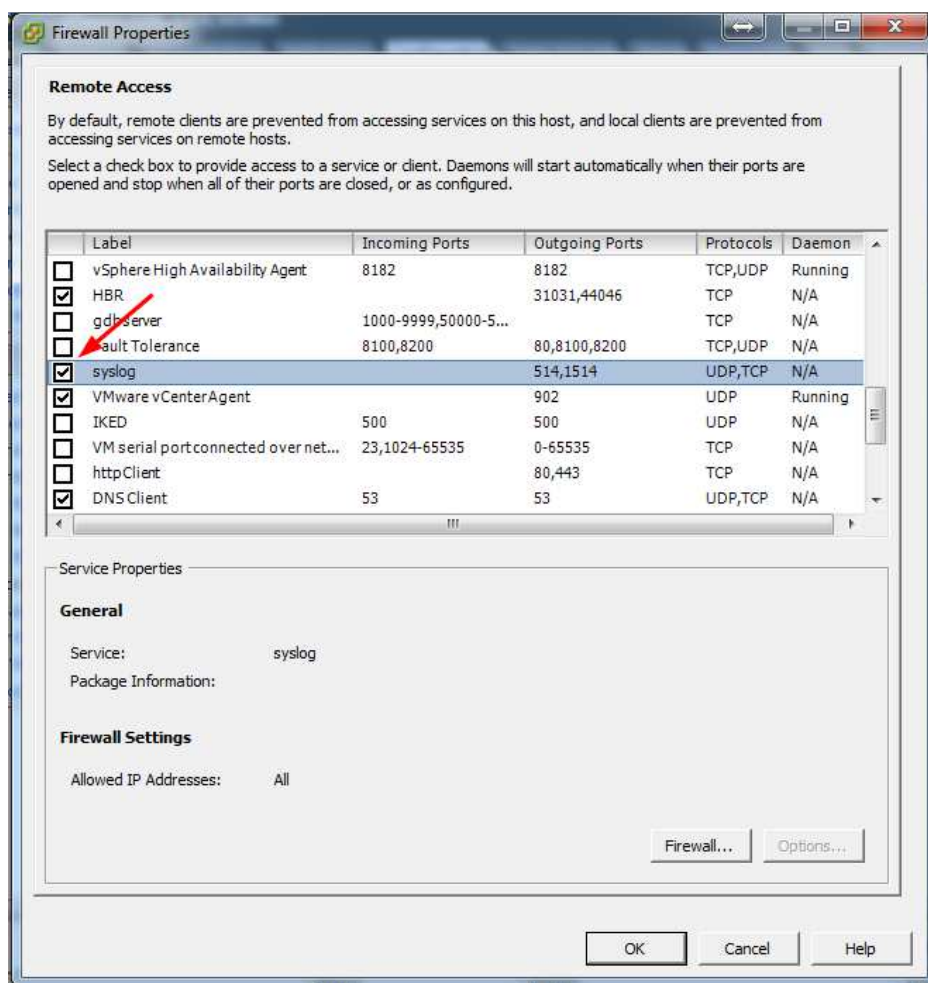 Firewall Properties
Remote Access
By default, remote clients are prevented from accessing services on this host, and local clients are prevented from
accessing services on remote hosts.
Select a check box to provide access to a service or client. Daemons will start automatically when their ports are
opened and stop when all of their ports are closed, or as configured.
Label Incoming Ports Outgoing Ports Protocols Daemon
vSphere High Availability Agent 8182 8182 TCP,UDP Running
HBR 31031,44046 TCP N/A
gdbserver 1000-9999,50000-5... TCP N/A
Fault Tolerance 8100,8200 80,8100,8200 TCP,UDP N/A
syslog 514,1514 UDP,TCP N/A
VMware vCenterAgent 902 UDP Running
IKED 500 500 UDP N/A
VM serial port connected over net... 23,1024-65535 0-65535 TCP N/A
httpClient 80,443 TCP N/A
DNS Client 53 53 UDP,TCP N/A
Service Properties
General
Service: syslog
Package Information:
Firewall Settings
Allowed IP Addresses: All
Firewall... Options...
OK Cancel Help